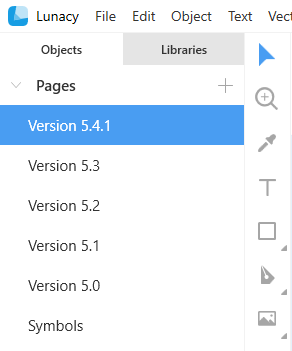 Lunacy File Edit Object Text Vect
Objects Libraries
Pages
Version 5.4.1
Version 5.3
Version 5.2
Version 5.1
Version 5.0
Symbols
T